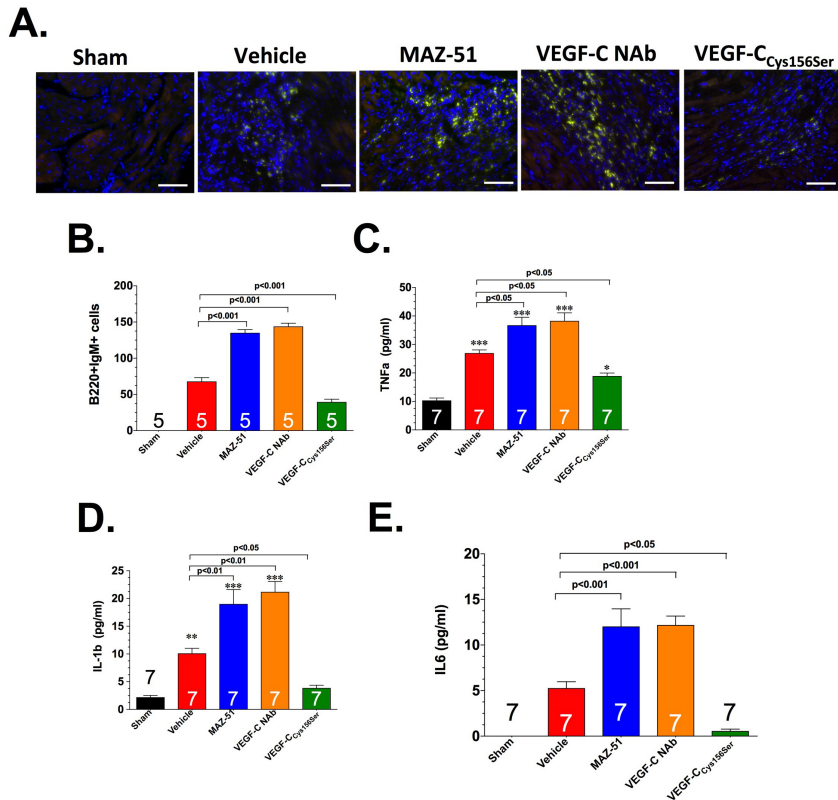 A.
Sham Vehicle MAZ-51 VEGF-C NAb VEGF-CCys156Ser
B.
p<0.001
p<0.001
p<0.001
B220+IgM+ cells
200
150
100
50
0
5 5 5 5 5
Sham Vehicle MAZ-51 VEGF-C NAb VEGF-CCys156Ser
C.
p<0.05
p<0.05
p<0.05
TNFa (pg/ml)
50
40
30
20
10
0
*** *** *** *
7 7 7 7 7
Sham Vehicle MAZ-51 VEGF-C NAb VEGF-CCys156Ser
D.
p<0.05
p<0.01
p<0.01
IL-1b (pg/ml)
25
20
15
10
5
0
** *** ***
7 7 7 7 7
Sham Vehicle MAZ-51 VEGF-C NAb VEGF-CCys156Ser
E.
p<0.05
p<0.001
p<0.001
IL6 (pg/ml)
20
15
10
5
0
7 7 7 7 7
Sham Vehicle MAZ-51 VEGF-C NAb VEGF-CCys156Ser